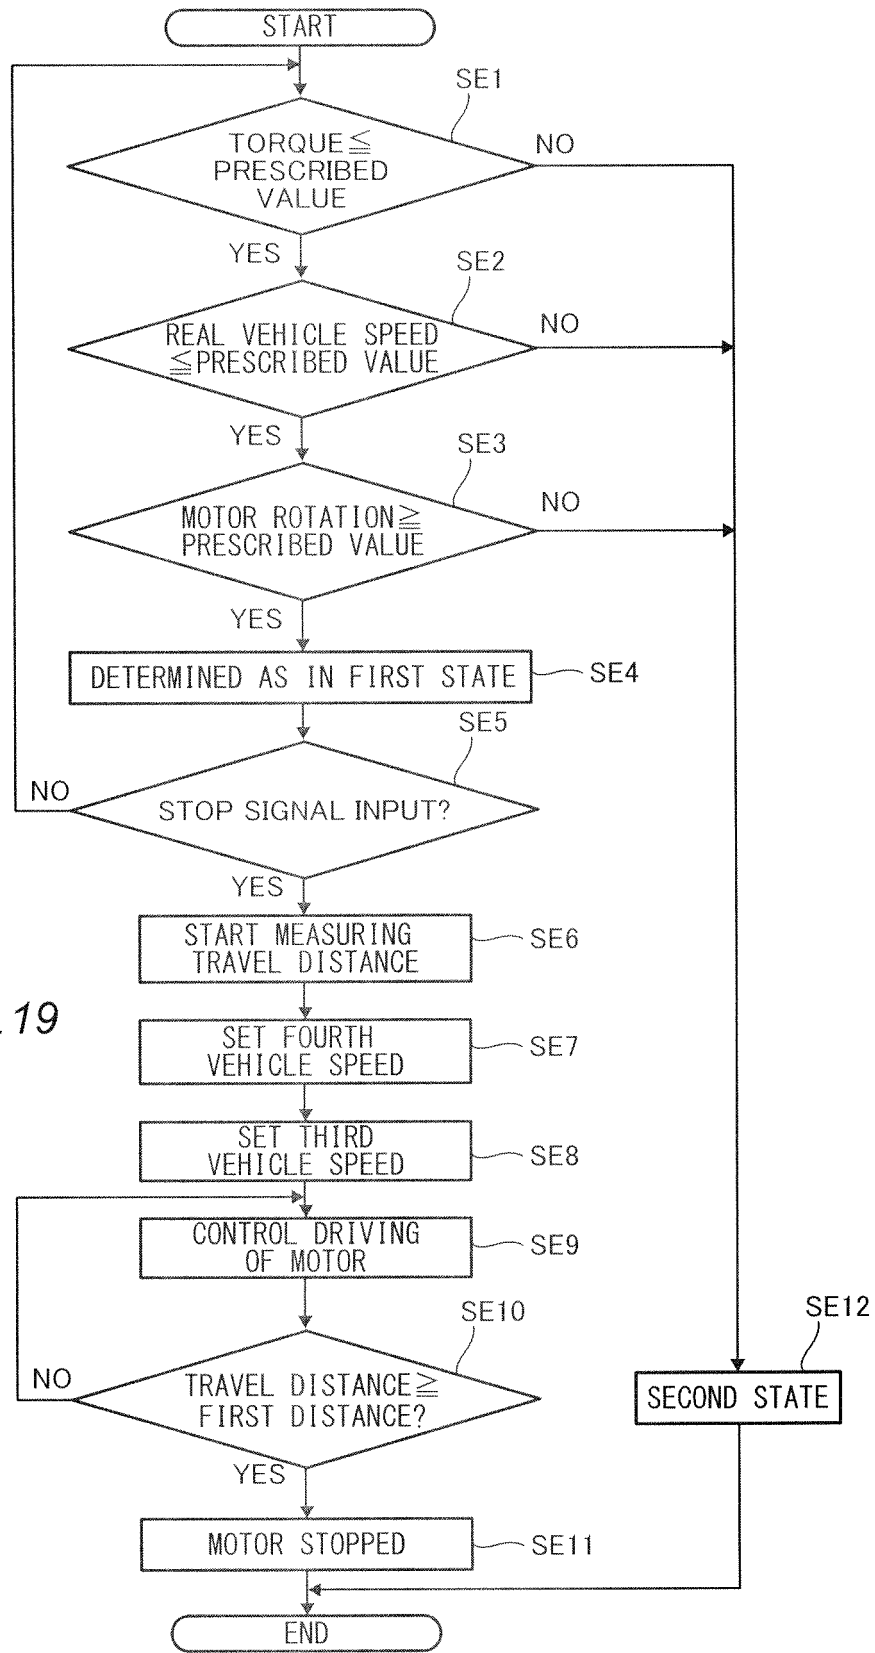 START
SE1
TORQUE≦
PRESCRIBED
VALUE
NO
YES
SE2
REAL VEHICLE SPEED
≦PRESCRIBED VALUE
NO
YES
SE3
MOTOR ROTATION≧
PRESCRIBED VALUE
NO
YES
DETERMINED AS IN FIRST STATE
SE4
SE5
STOP SIGNAL INPUT?
NO
YES
START MEASURING
TRAVEL DISTANCE
SE6
.19
SET FOURTH
VEHICLE SPEED
SE7
SET THIRD
VEHICLE SPEED
SE8
CONTROL DRIVING
OF MOTOR
SE9
SE10
TRAVEL DISTANCE≧
FIRST DISTANCE?
NO
YES
SE12
SECOND STATE
MOTOR STOPPED
SE11
END